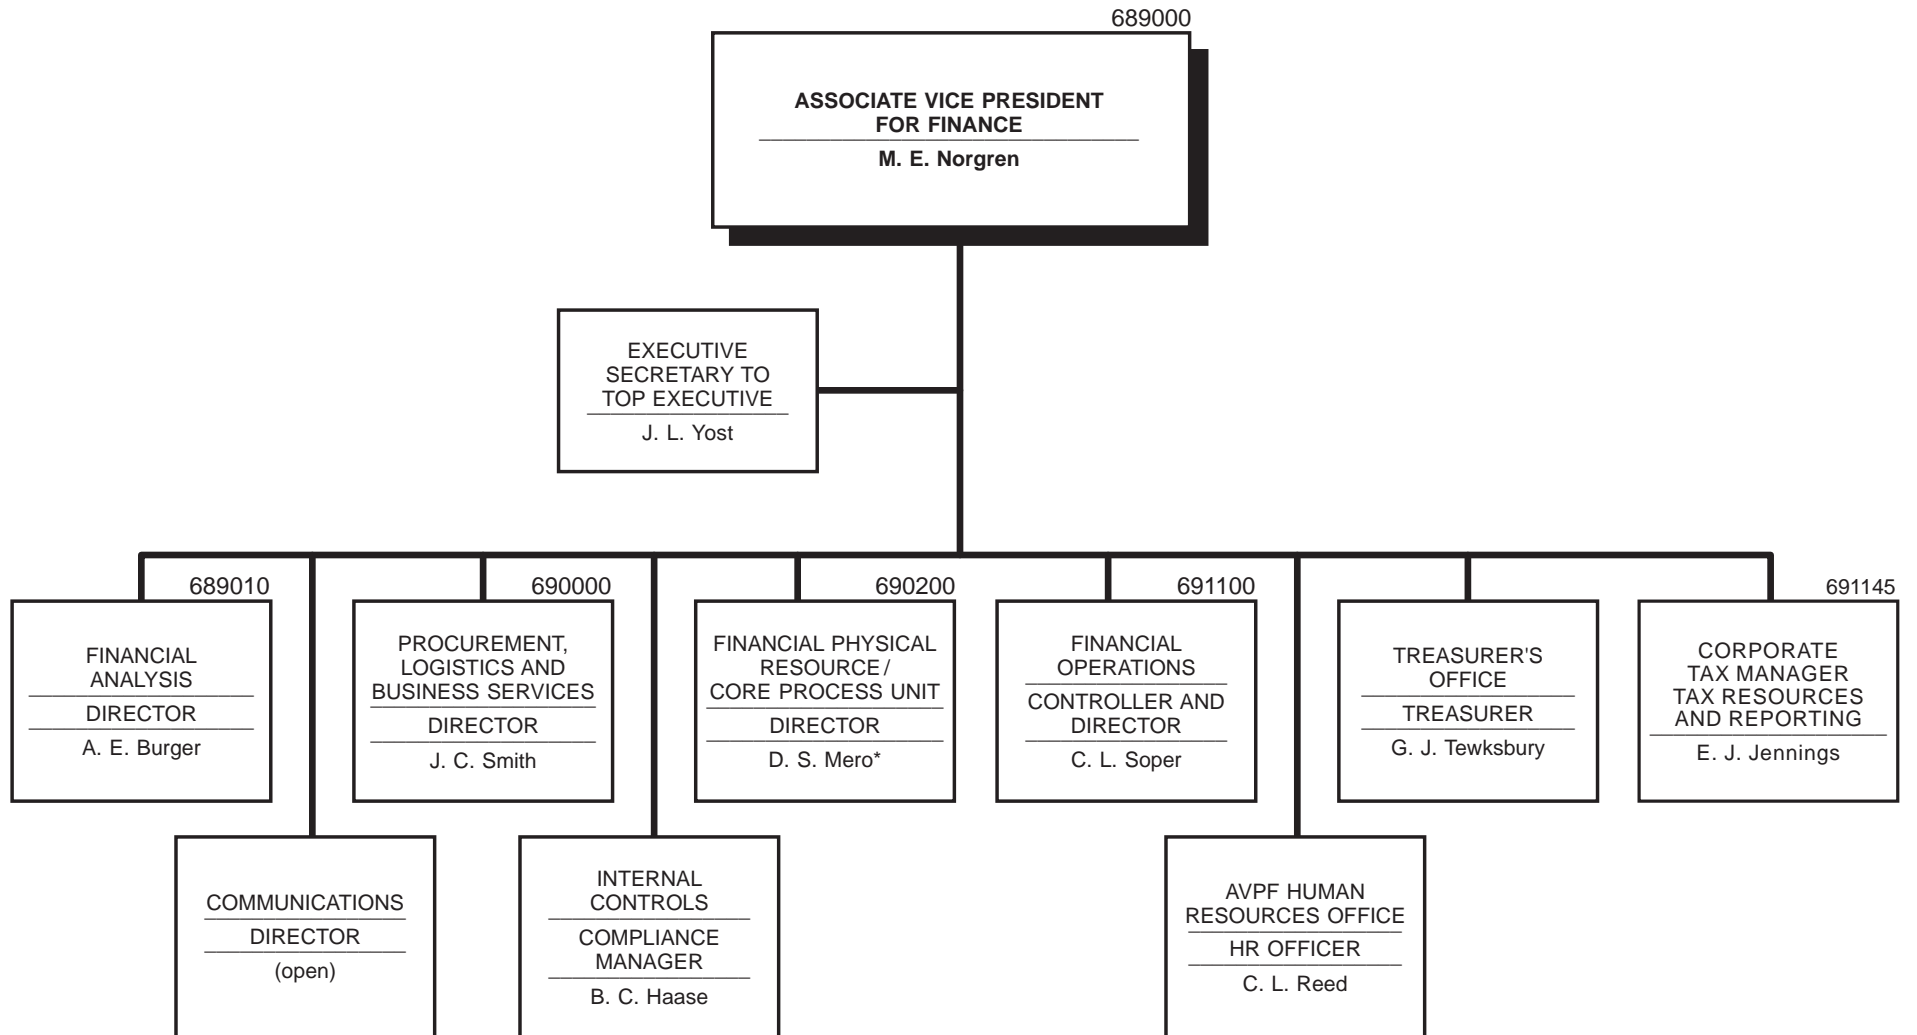 689000
ASSOCIATE VICE PRESIDENT
FOR FINANCE
M. E. Norgren
EXECUTIVE
SECRETARY TO
TOP EXECUTIVE
J. L. Yost
689010
FINANCIAL
ANALYSIS
DIRECTOR
A. E. Burger
690000
PROCUREMENT,
LOGISTICS AND
BUSINESS SERVICES
DIRECTOR
J. C. Smith
690200
FINANCIAL PHYSICAL
RESOURCE/
CORE PROCESS UNIT
DIRECTOR
D. S. Mero*
691100
FINANCIAL
OPERATIONS
CONTROLLER AND
DIRECTOR
C. L. Soper
TREASURER'S
OFFICE
TREASURER
G. J. Tewksbury
691145
CORPORATE
TAX MANAGER
TAX RESOURCES
AND REPORTING
E. J. Jennings
COMMUNICATIONS
DIRECTOR
(open)
INTERNAL
CONTROLS
COMPLIANCE
MANAGER
B. C. Haase
AVPF HUMAN
RESOURCES OFFICE
HR OFFICER
C. L. Reed